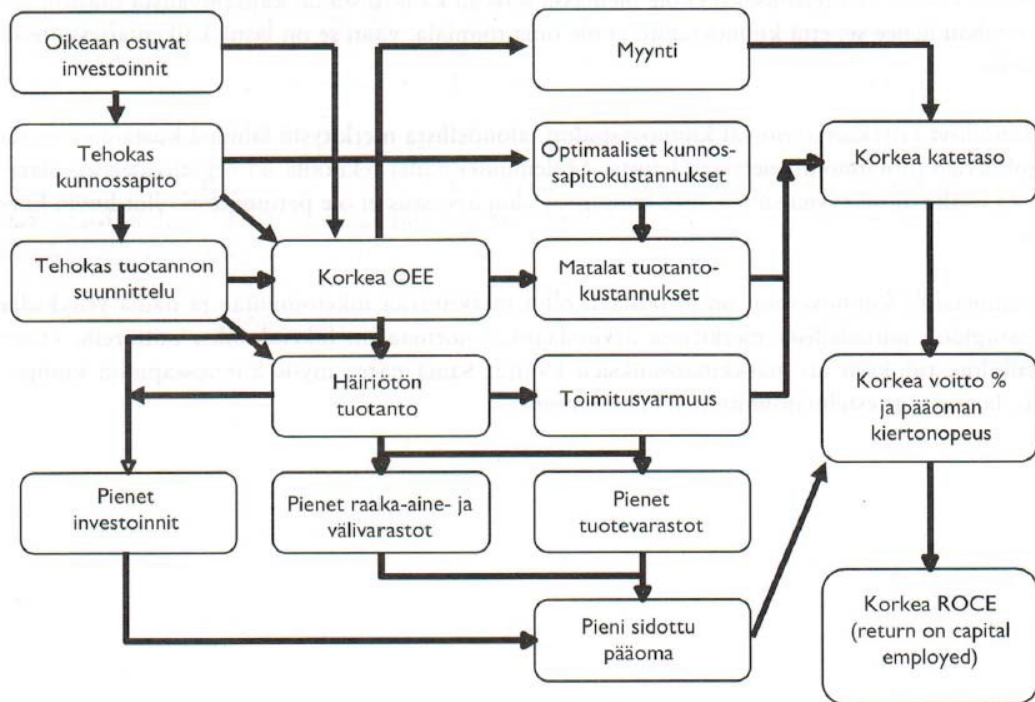 Oikeaan osuvat
investoinnit
Myynti
Tehokas
kunnossapito
Optimaaliset kunnos-
sapitokustannukset
Korkea katetaso
Tehokas tuotannon
suunnittelu
Korkea OEE
Matalat tuotanto-
kustannukset
Häiriötön
tuotanto
Toimitusvarmuus
Korkea voitto %
ja pääoman
kiertonopeus
Pienet
investoinnit
Pienet raaka-aine- ja
välivarastot
Pienet
tuotevarastot
Pieni sidottu
pääoma
Korkea ROCE
(return on capital
employed)